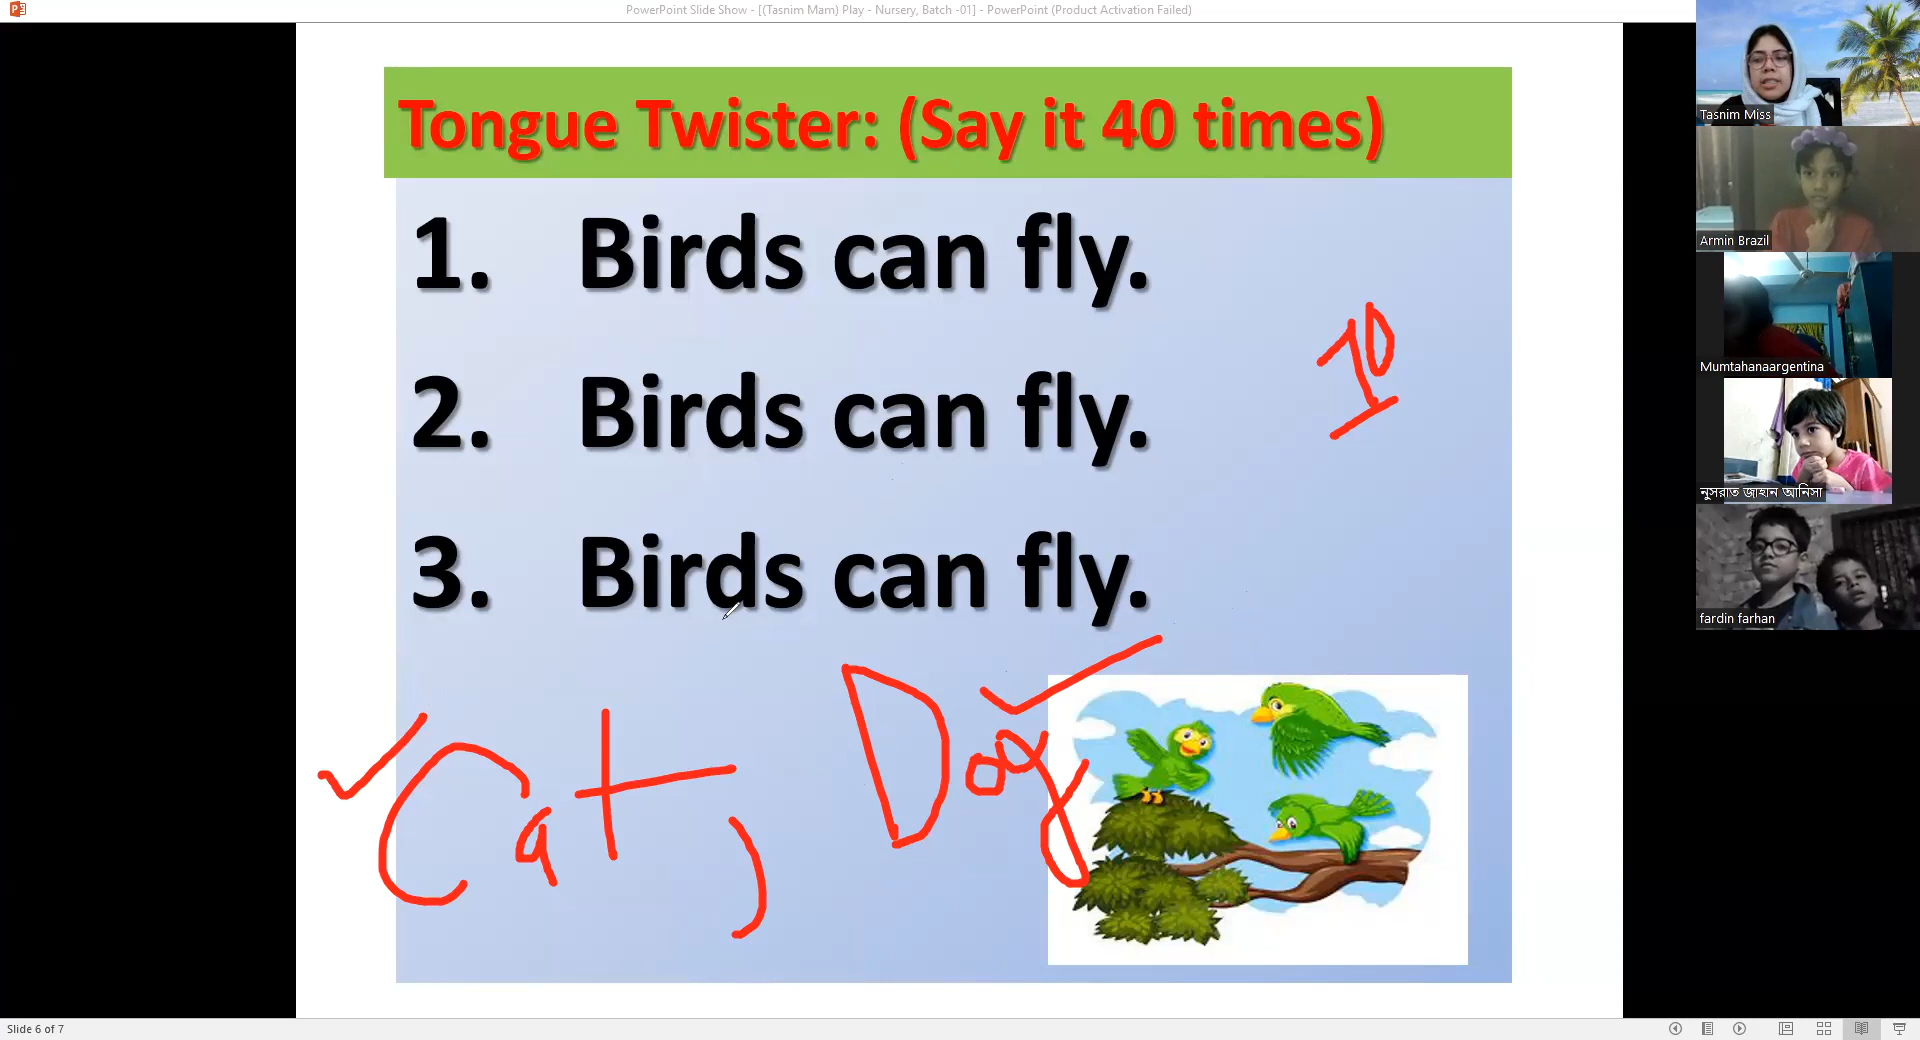 PowerPoint Slide Show - [(Tasnim Mam) Play - Nursery, Batch -01] - PowerPoint (Product Activation Failed)
Tongue Twister: (Say it 40 times)
1. Birds can fly.
2. Birds can fly.
3. Birds can fly.
10
Cat, Dog
Tasnim Miss
Armin Brazil
Mumtahanaargentina
নুসরাত জাহান আনিসা
fardin farhan
Slide 6 of 7